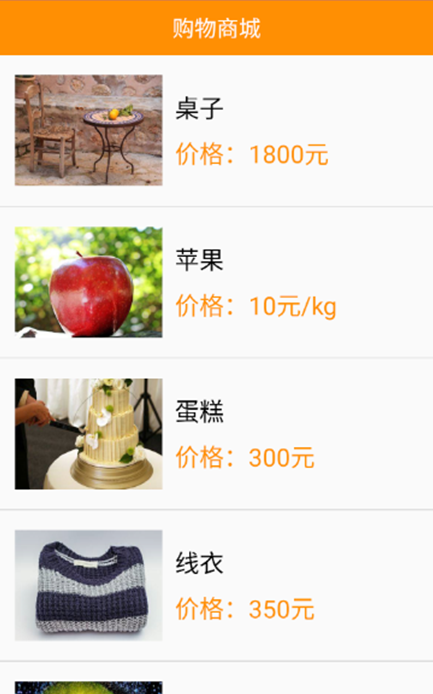 购物商城
桌子
价格：1800元
苹果
价格：10元/kg
蛋糕
价格：300元
线衣
价格：350元